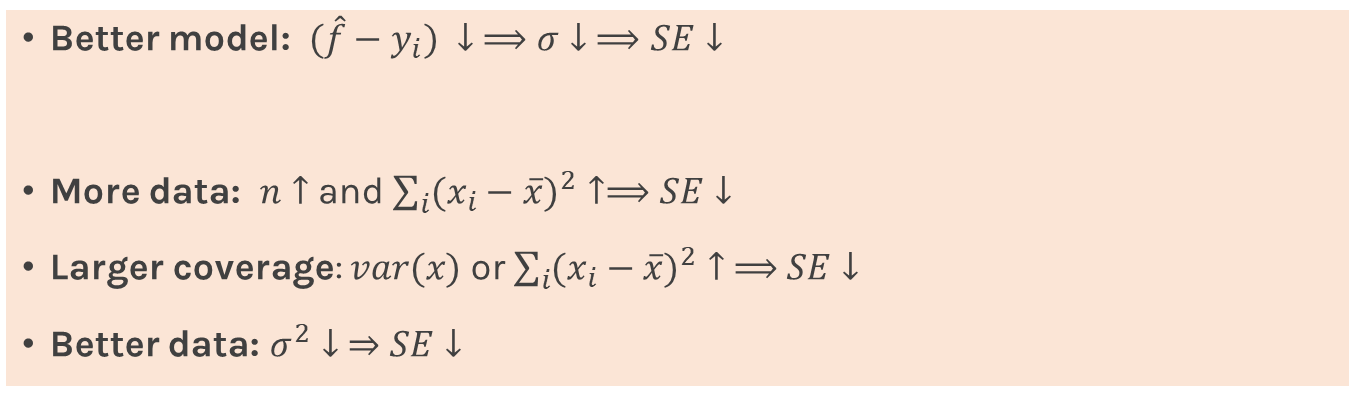 • Better model: (f̂ − yᵢ) ↓ ⟹ σ ↓ ⟹ SE ↓
• More data: n ↑ and ∑ᵢ(xᵢ − x̄)² ↑ ⟹ SE ↓
• Larger coverage: var(x) or ∑ᵢ(xᵢ − x̄)² ↑ ⟹ SE ↓
• Better data: σ² ↓ ⇒ SE ↓